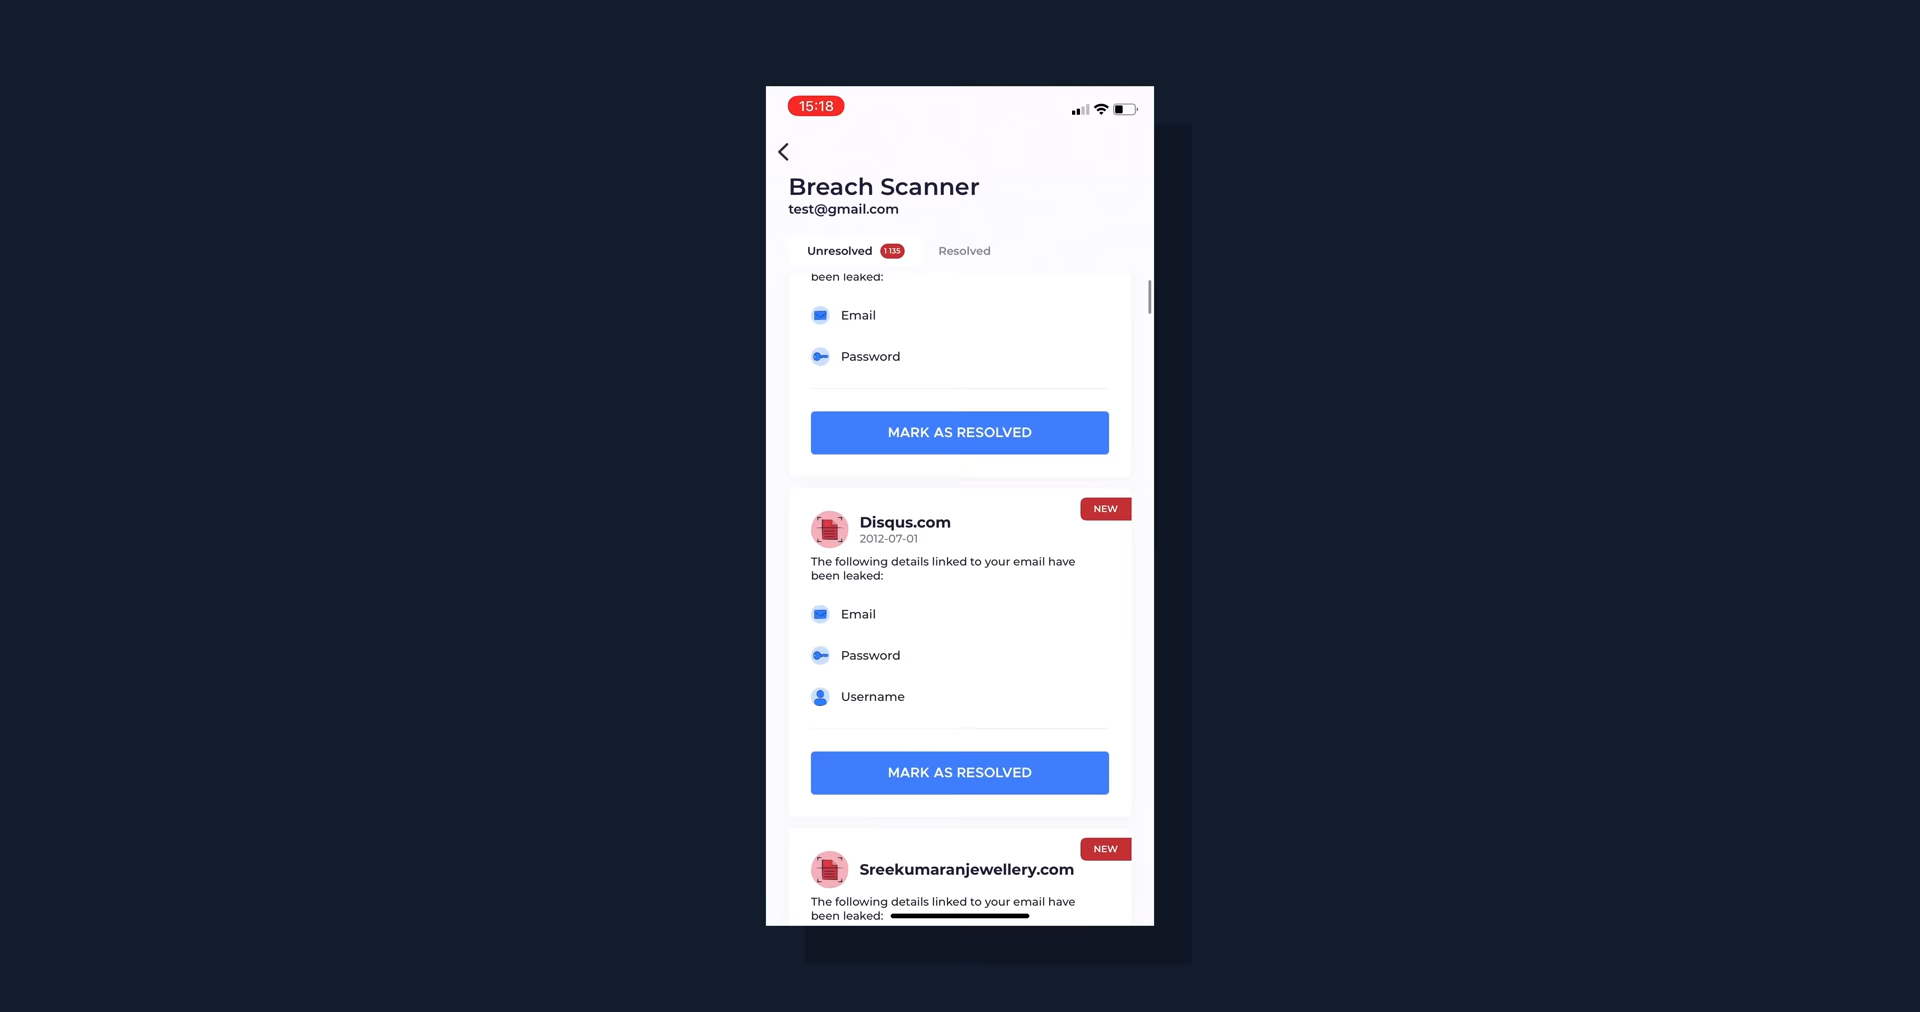 15:18
Breach Scanner
test@gmail.com
Unresolved 1 135 Resolved
been leaked:
Email
Password
MARK AS RESOLVED
NEW
Disqus.com
2012-07-01
The following details linked to your email have
been leaked:
Email
Password
Username
MARK AS RESOLVED
NEW
Sreekumaranjewellery.com
The following details linked to your email have
been leaked: